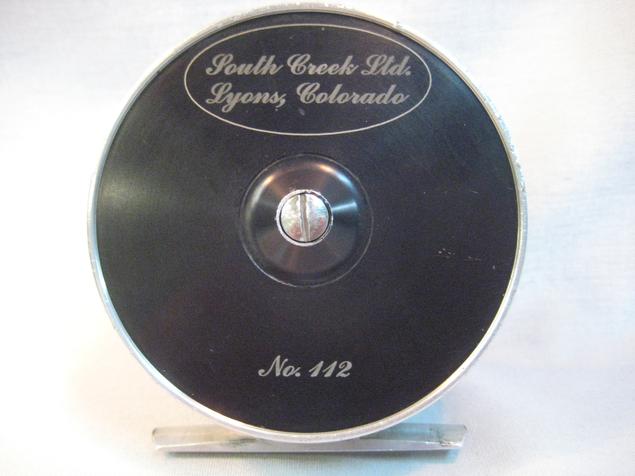 South Creek Ltd.
Lyons, Colorado
No. 112